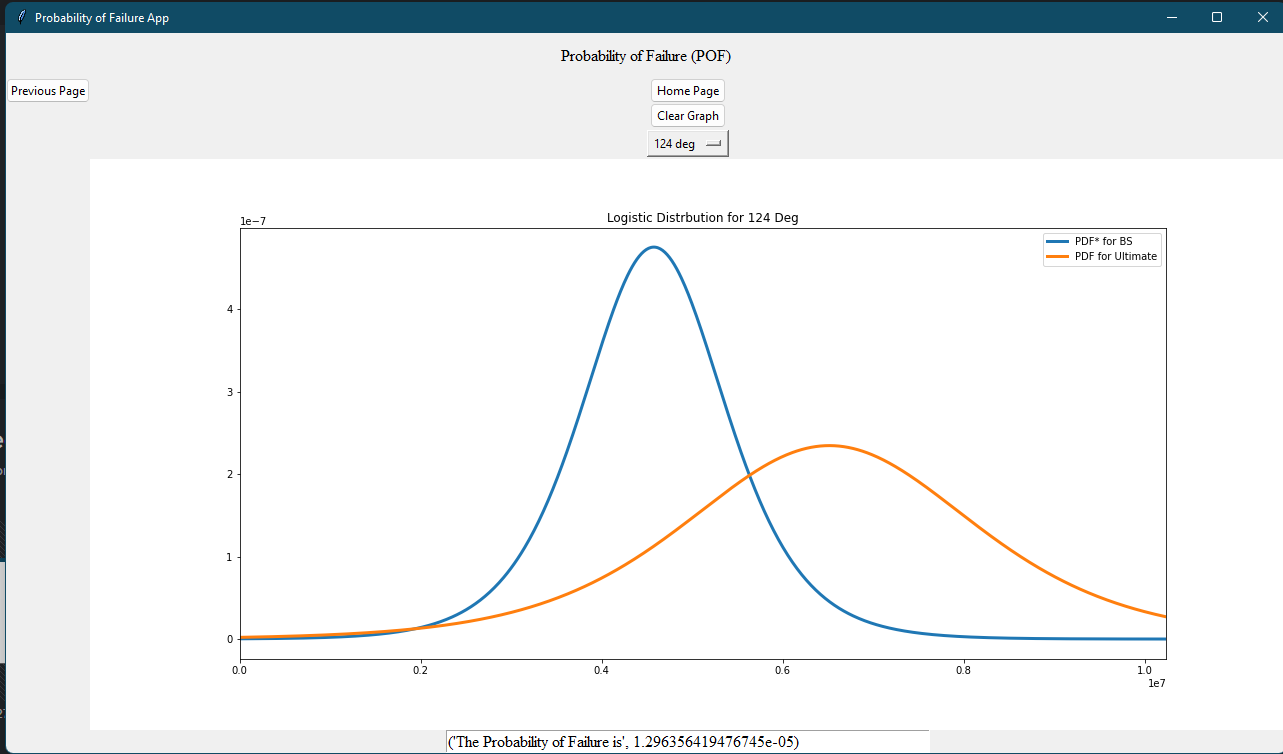 Probability of Failure App
Probability of Failure (POF)
Previous Page
Home Page
Clear Graph
124 deg
Logistic Distrbution for 124 Deg
1e−7
PDF* for BS
PDF for Ultimate
4
3
2
1
0
0.0 0.2 0.4 0.6 0.8 1.0
1e7
('The Probability of Failure is', 1.296356419476745e-05)